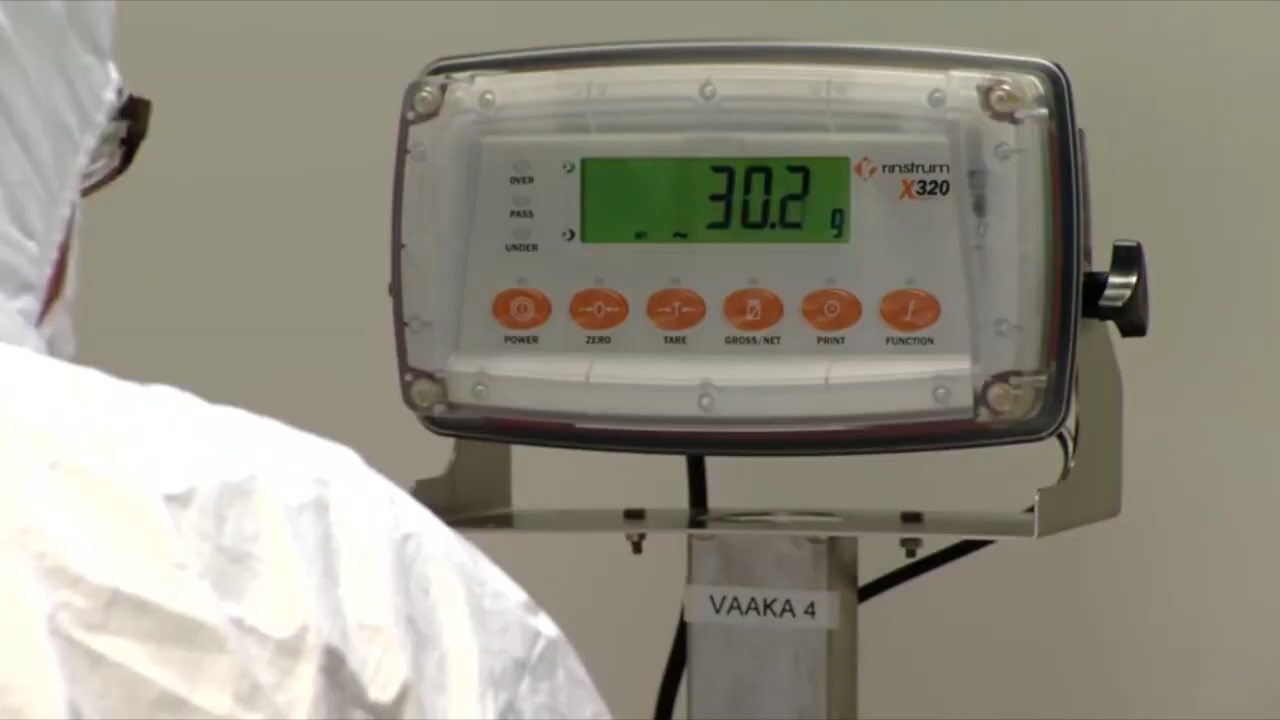 OVER
PASS
UNDER
30.2 g
rinstrum
X320
POWER ZERO TARE GROSS/NET PRINT FUNCTION
VAAKA 4